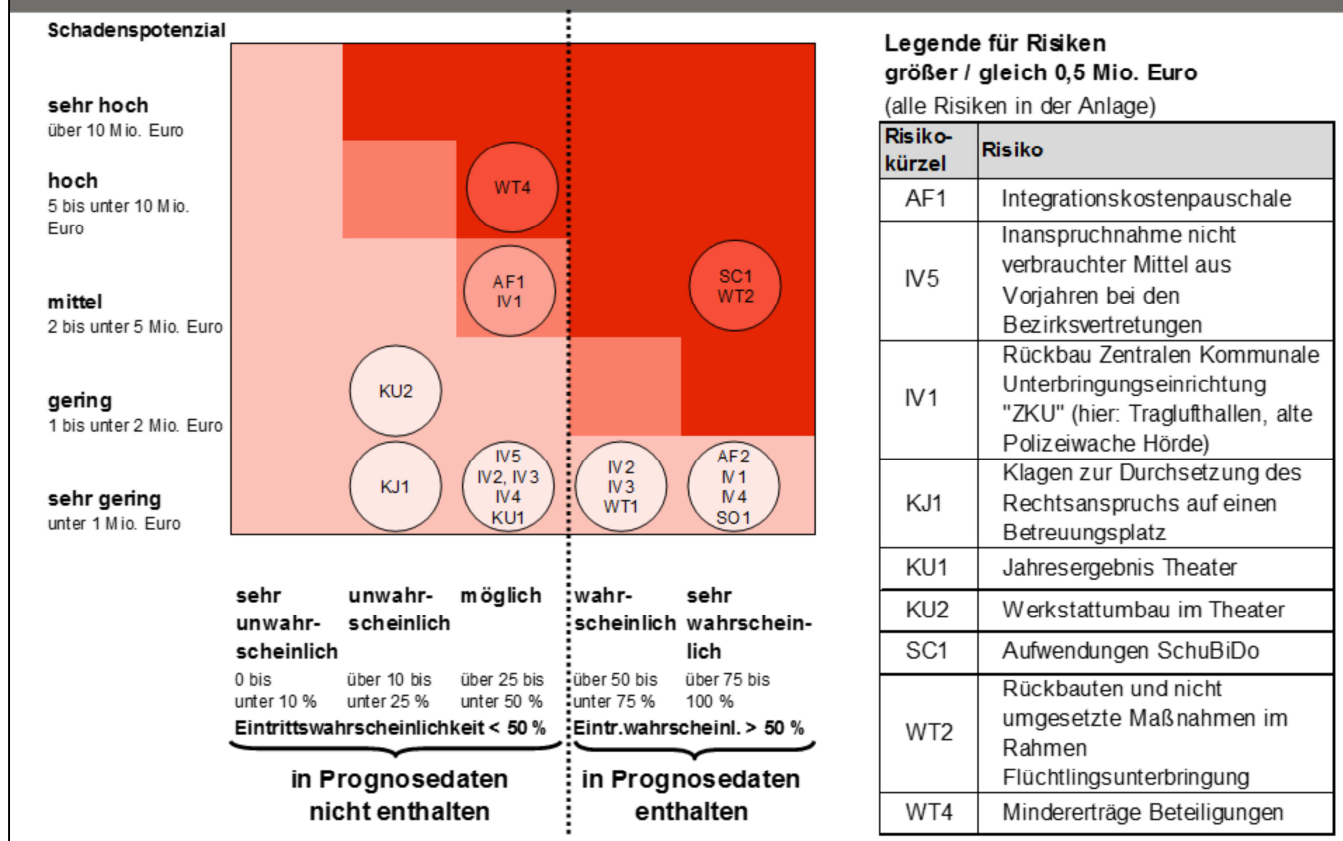 Schadenspotenzial
sehr hoch
über 10 Mio. Euro
hoch
5 bis unter 10 Mio.
Euro
mittel
2 bis unter 5 Mio. Euro
gering
1 bis unter 2 Mio. Euro
sehr gering
unter 1 Mio. Euro
WT4
AF1
IV1
SC1
WT2
KU2
KJ1
IV5
IV2, IV3
IV4
KU1
IV2
IV3
WT1
AF2
IV1
IV4
SO1
sehr
unwahr-
scheinlich
0 bis
unter 10 %
unwahr-
scheinlich
über 10 bis
unter 25 %
möglich
über 25 bis
unter 50 %
wahr-
scheinlich
über 50 bis
unter 75 %
sehr
wahrschein-
lich
über 75 bis
100 %
Eintrittswahrscheinlichkeit < 50 %
Eintr.wahrscheinl. > 50 %
in Prognosedaten
nicht enthalten
in Prognosedaten
enthalten
Legende für Risiken
größer / gleich 0,5 Mio. Euro
(alle Risiken in der Anlage)
Risiko-
kürzel
Risiko
AF1
Integrationskostenpauschale
IV5
Inanspruchnahme nicht
verbrauchter Mittel aus
Vorjahren bei den
Bezirksvertretungen
IV1
Rückbau Zentralen Kommunale
Unterbringungseinrichtung
"ZKU" (hier: Traglufthallen, alte
Polizeiwache Hörde)
KJ1
Klagen zur Durchsetzung des
Rechtsanspruchs auf einen
Betreuungsplatz
KU1
Jahresergebnis Theater
KU2
Werkstattumbau im Theater
SC1
Aufwendungen SchuBiDo
WT2
Rückbauten und nicht
umgesetzte Maßnahmen im
Rahmen
Flüchtlingsunterbringung
WT4
Mindererträge Beteiligungen